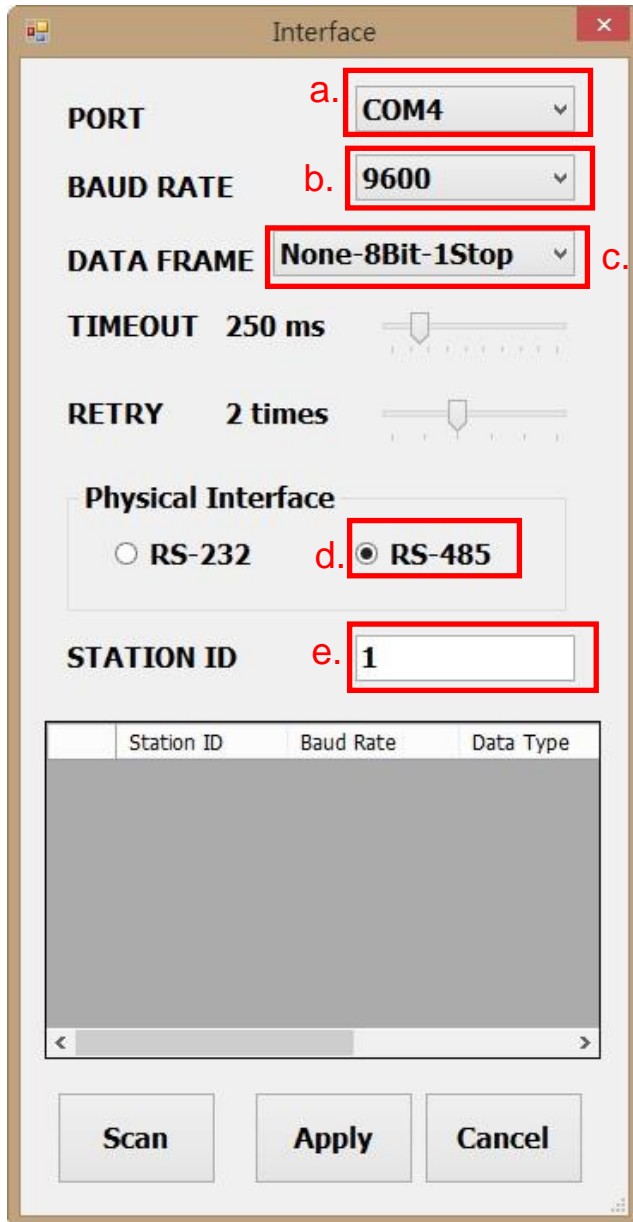 Interface
PORT a. COM4
BAUD RATE b. 9600
DATA FRAME None-8Bit-1Stop c.
TIMEOUT 250 ms
RETRY 2 times
Physical Interface
RS-232 d. RS-485
STATION ID e. 1
Station ID Baud Rate Data Type
Scan Apply Cancel